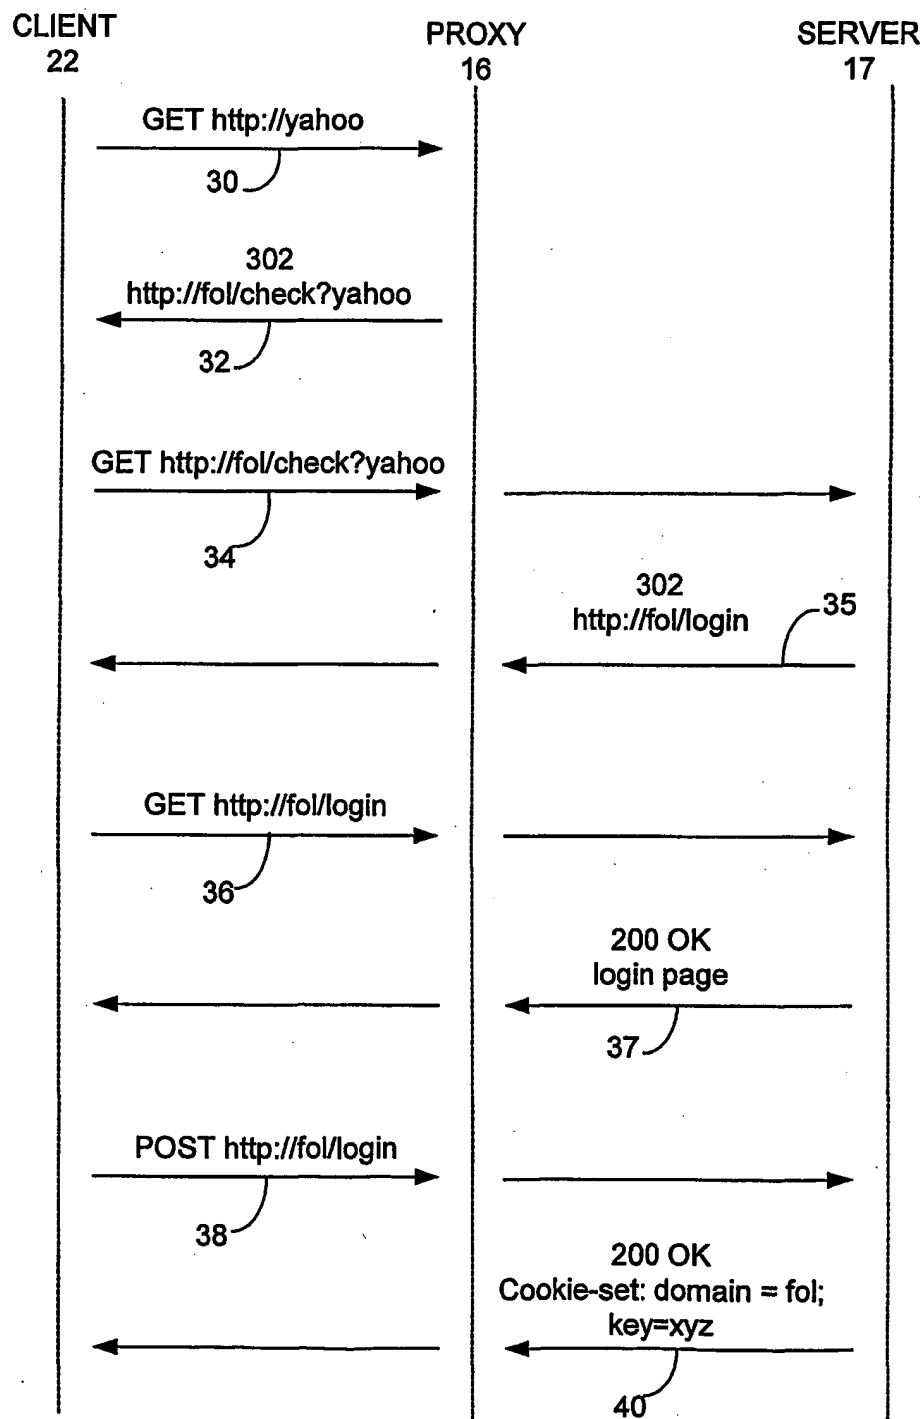 CLIENT
22
PROXY
16
SERVER
17
GET http://yahoo
30
302
http://fol/check?yahoo
32
GET http://fol/check?yahoo
34
302
http://fol/login
35
GET http://fol/login
36
200 OK
login page
37
POST http://fol/login
38
200 OK
Cookie-set: domain = fol;
key=xyz
40